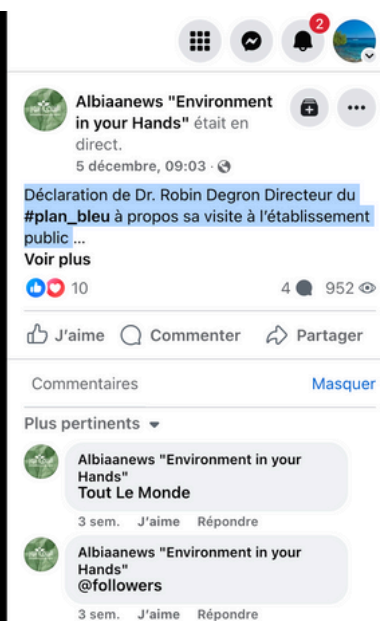 2
Albiaanews "Environment
in your Hands" était en
direct.
5 décembre, 09:03 ·
Déclaration de Dr. Robin Degron Directeur du
#plan_bleu à propos sa visite à l'établissement
public ...
Voir plus
10 4 952
J'aime Commenter Partager
Commentaires Masquer
Plus pertinents
Albiaanews "Environment in your
Hands"
Tout Le Monde
3 sem. J'aime Répondre
Albiaanews "Environment in your
Hands"
@followers
3 sem. J'aime Répondre